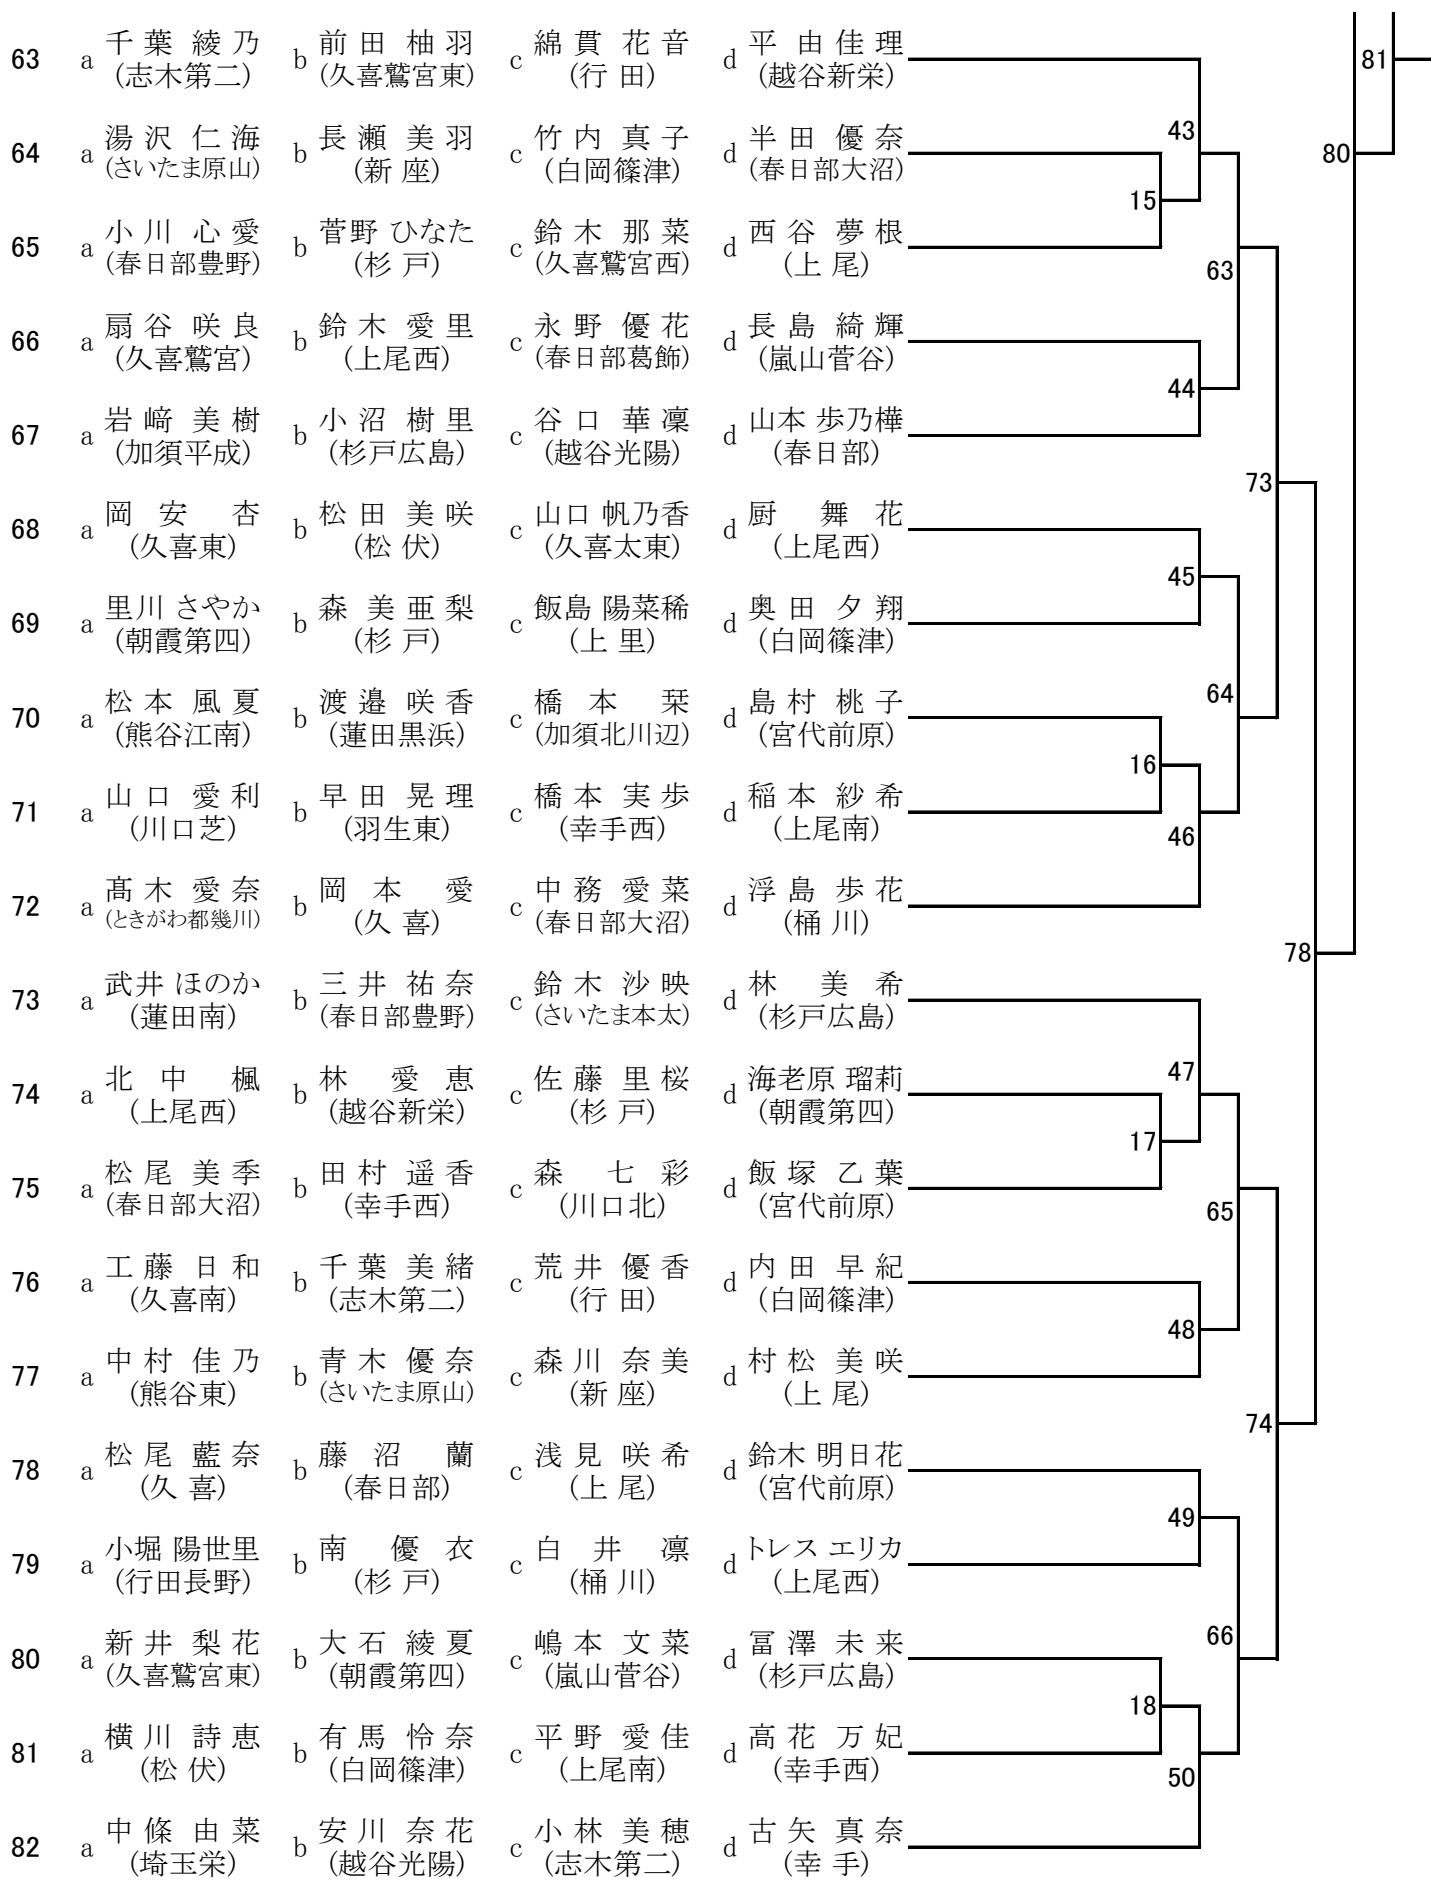 63 a 千葉綾乃 b 前田柚羽 c 綿貫花音 d 平由佳理
(志木第二) (久喜鷲宮東) (行田) (越谷新栄)
64 a 湯沢仁海 b 長瀬美羽 c 竹内真子 d 半田優奈
(さいたま原山) (新座) (白岡篠津) (春日部大沼)
65 a 小川心愛 b 菅野ひなた c 鈴木那菜 d 西谷夢根
(春日部豊野) (杉戸) (久喜鷲宮西) (上尾)
66 a 扇谷咲良 b 鈴木愛里 c 永野優花 d 長島綺輝
(久喜鷲宮) (上尾西) (春日部葛飾) (嵐山菅谷)
67 a 岩﨑美樹 b 小沼樹里 c 谷口華凜 d 山本歩乃樺
(加須平成) (杉戸広島) (越谷光陽) (春日部)
68 a 岡安杏 b 松田美咲 c 山口帆乃香 d 厨舞花
(久喜東) (松伏) (久喜太東) (上尾西)
69 a 里川さやか b 森美亜梨 c 飯島陽菜稀 d 奥田夕翔
(朝霞第四) (杉戸) (上里) (白岡篠津)
70 a 松本風夏 b 渡邉咲香 c 橋本栞 d 島村桃子
(熊谷江南) (蓮田黒浜) (加須北川辺) (宮代前原)
71 a 山口愛利 b 早田晃理 c 橋本実歩 d 稲本紗希
(川口芝) (羽生東) (幸手西) (上尾南)
72 a 髙木愛奈 b 岡本愛 c 中務愛菜 d 浮島歩花
(ときがわ都幾川) (久喜) (春日部大沼) (桶川)
73 a 武井ほのか b 三井祐奈 c 鈴木沙映 d 林美希
(蓮田南) (春日部豊野) (さいたま本太) (杉戸広島)
74 a 北中楓 b 林愛恵 c 佐藤里桜 d 海老原瑠莉
(上尾西) (越谷新栄) (杉戸) (朝霞第四)
75 a 松尾美季 b 田村遥香 c 森七彩 d 飯塚乙葉
(春日部大沼) (幸手西) (川口北) (宮代前原)
76 a 工藤日和 b 千葉美緒 c 荒井優香 d 内田早紀
(久喜南) (志木第二) (行田) (白岡篠津)
77 a 中村佳乃 b 青木優奈 c 森川奈美 d 村松美咲
(熊谷東) (さいたま原山) (新座) (上尾)
78 a 松尾藍奈 b 藤沼蘭 c 浅見咲希 d 鈴木明日花
(久喜) (春日部) (上尾) (宮代前原)
79 a 小堀陽世里 b 南優衣 c 白井凛 d トレスエリカ
(行田長野) (杉戸) (桶川) (上尾西)
80 a 新井梨花 b 大石綾夏 c 嶋本文菜 d 冨澤未来
(久喜鷲宮東) (朝霞第四) (嵐山菅谷) (杉戸広島)
81 a 横川詩恵 b 有馬怜奈 c 平野愛佳 d 高花万妃
(松伏) (白岡篠津) (上尾南) (幸手西)
82 a 中條由菜 b 安川奈花 c 小林美穂 d 古矢真奈
(埼玉栄) (越谷光陽) (志木第二) (幸手)
15
16
17
18
43
44
45
46
47
48
49
50
63
64
65
66
73
74
78
80
81